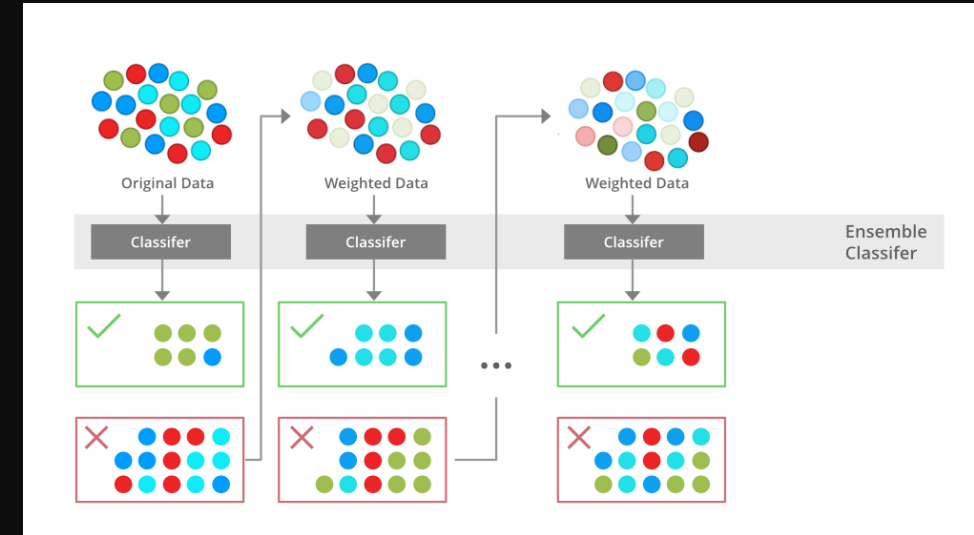 Original Data
Weighted Data
Weighted Data
Classifer
Classifer
Classifer
Ensemble
Classifer
...